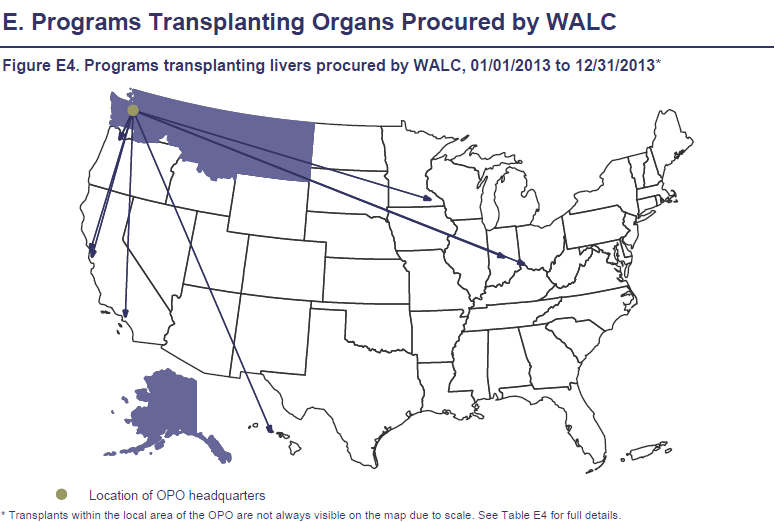 E. Programs Transplanting Organs Procured by WALC
Figure E4. Programs transplanting livers procured by WALC, 01/01/2013 to 12/31/2013*
Location of OPO headquarters
* Transplants within the local area of the OPO are not always visible on the map due to scale. See Table E4 for full details.